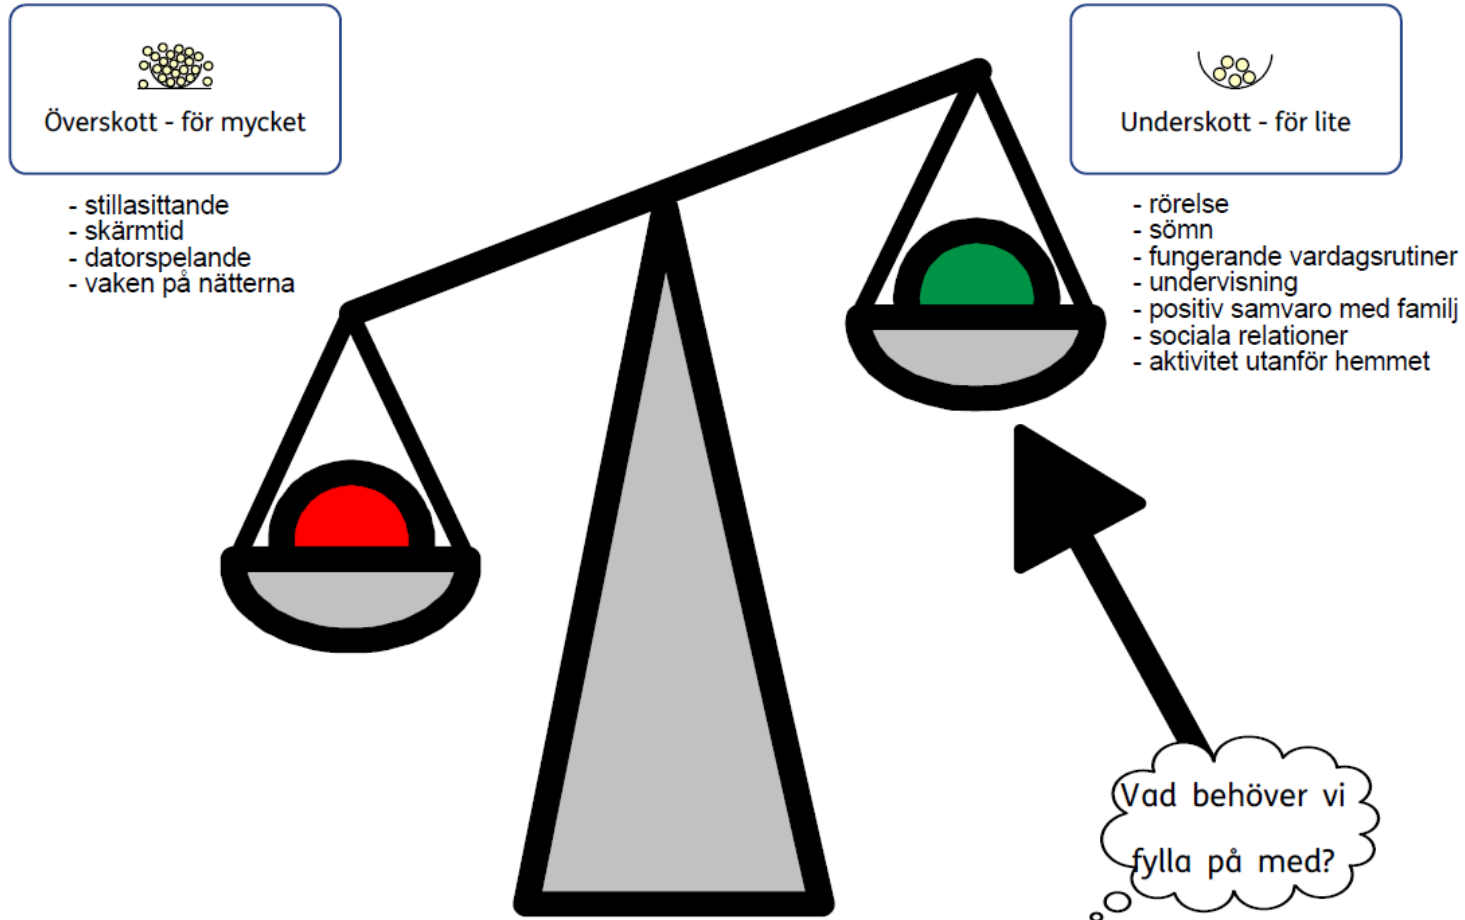 Överskott - för mycket
- stillasittande
- skärmtid
- datorspelande
- vaken på nätterna
Underskott - för lite
- rörelse
- sömn
- fungerande vardagsrutiner
- undervisning
- positiv samvaro med familj
- sociala relationer
- aktivitet utanför hemmet
Vad behöver vi
fylla på med?